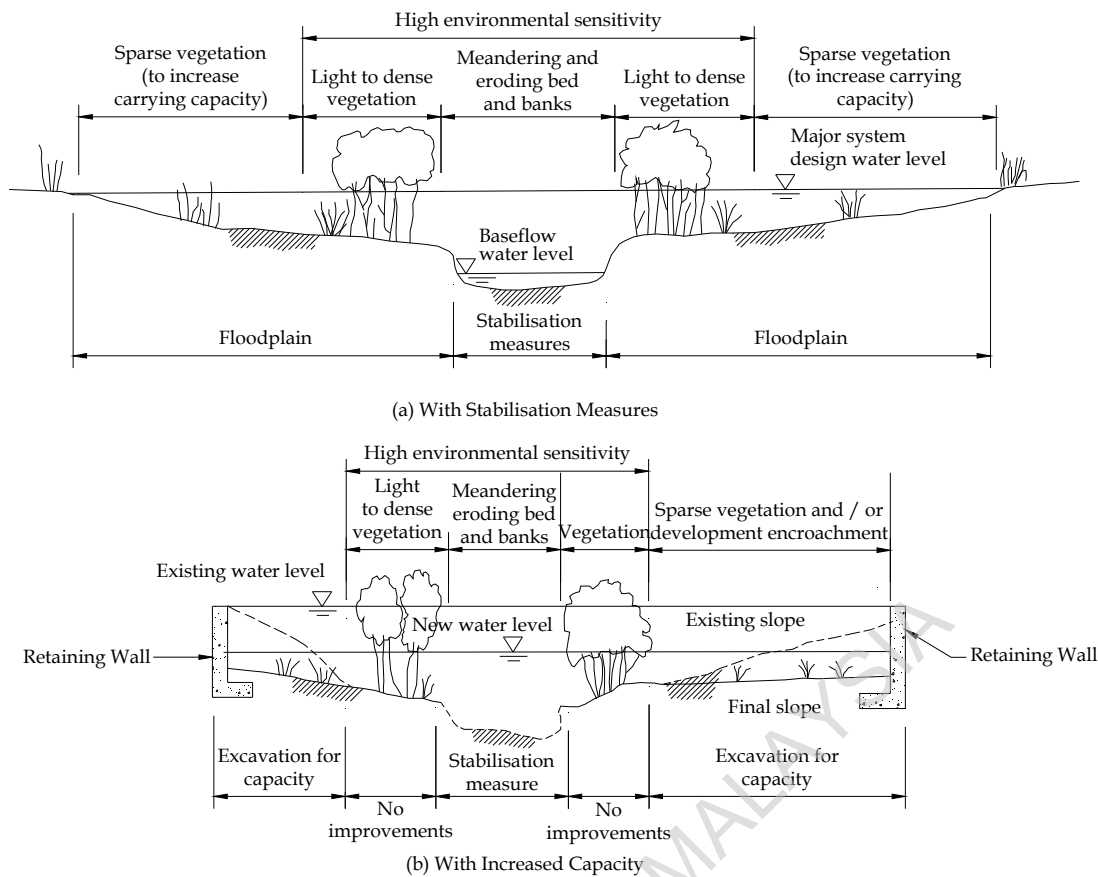 High environmental sensitivity
Sparse vegetation
(to increase
carrying capacity)
Light to dense
vegetation
Meandering and
eroding bed
and banks
Light to dense
vegetation
Sparse vegetation
(to increase carrying
capacity)
Major system
design water level
Baseflow
water level
Floodplain
Stabilisation
measures
Floodplain
(a) With Stabilisation Measures
High environmental sensitivity
Light
to dense
vegetation
Meandering
eroding bed
and banks
Vegetation
Sparse vegetation and / or
development encroachment
Existing water level
New water level
Existing slope
Retaining Wall
Retaining Wall
Final slope
Excavation for
capacity
No
improvements
Stabilisation
measure
No
improvements
Excavation for
capacity
(b) With Increased Capacity
MALAYSIA